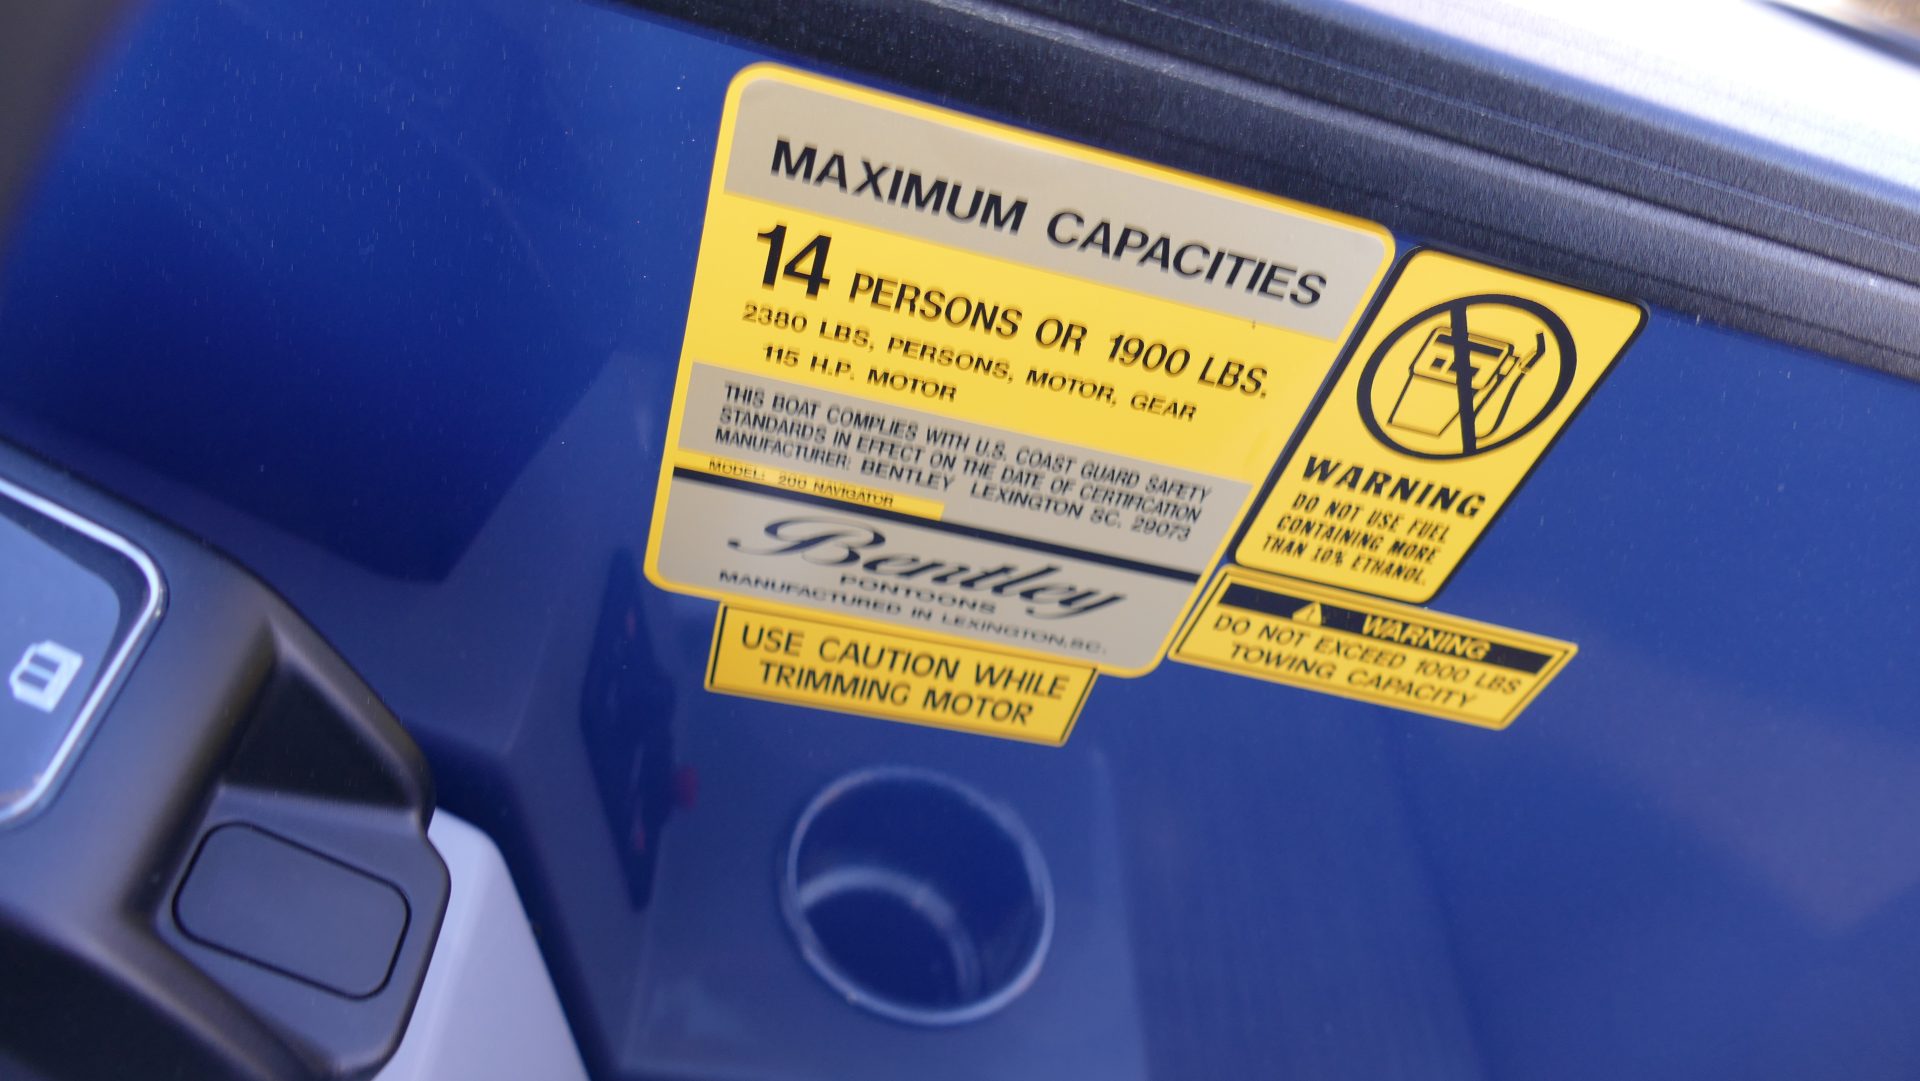 MAXIMUM CAPACITIES
14 PERSONS OR 1900 LBS.
2380 LBS, PERSONS, MOTOR, GEAR
115 H.P. MOTOR
THIS BOAT COMPLIES WITH U.S. COAST GUARD SAFETY
STANDARDS IN EFFECT ON THE DATE OF CERTIFICATION
MANUFACTURER: BENTLEY LEXINGTON SC. 29073
MODEL: 200 NAVIGATOR
Bentley
PONTOONS
MANUFACTURED IN LEXINGTON,SC.
USE CAUTION WHILE
TRIMMING MOTOR
WARNING
DO NOT USE FUEL
CONTAINING MORE
THAN 10% ETHANOL.
WARNING
DO NOT EXCEED 1000 LBS
TOWING CAPACITY